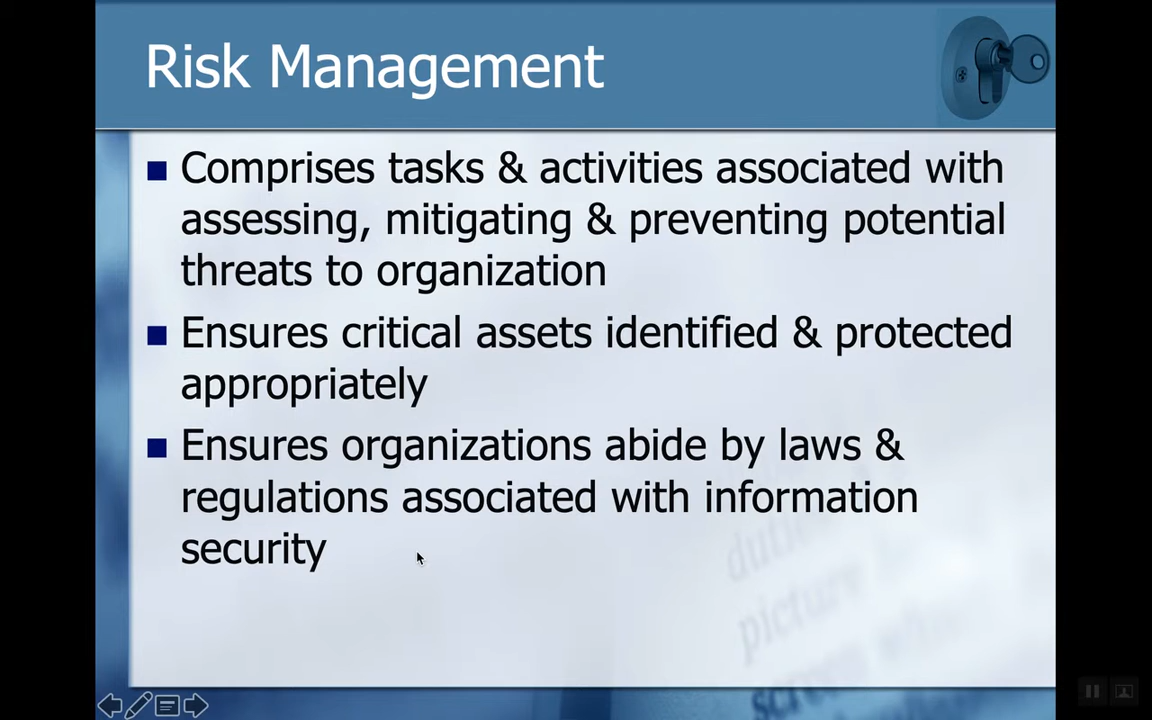 Risk Management
Comprises tasks & activities associated with
assessing, mitigating & preventing potential
threats to organization
Ensures critical assets identified & protected
appropriately
Ensures organizations abide by laws &
regulations associated with information
security
picture